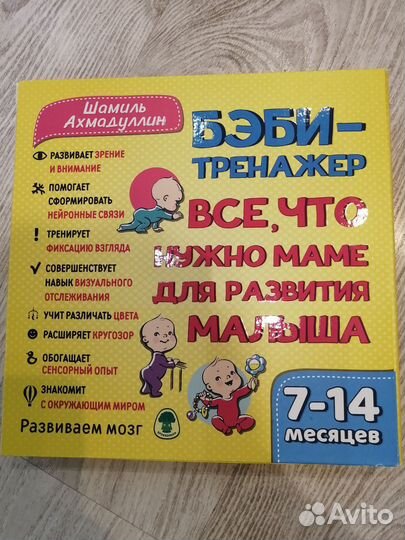 Шамиль
Ахмадуллин
БЭБИ-
ТРЕНАЖЕР
ВСЕ, ЧТО
НУЖНО МАМЕ
ДЛЯ РАЗВИТИЯ
МАЛЫША
РАЗВИВАЕТ ЗРЕНИЕ
И ВНИМАНИЕ
ПОМОГАЕТ
СФОРМИРОВАТЬ
НЕЙРОННЫЕ СВЯЗИ
ТРЕНИРУЕТ
ФИКСАЦИЮ ВЗГЛЯДА
СОВЕРШЕНСТВУЕТ
НАВЫК ВИЗУАЛЬНОГО
ОТСЛЕЖИВАНИЯ
УЧИТ РАЗЛИЧАТЬ ЦВЕТА
РАСШИРЯЕТ КРУГОЗОР
ОБОГАЩАЕТ
СЕНСОРНЫЙ ОПЫТ
ЗНАКОМИТ
С ОКРУЖАЮЩИМ МИРОМ
Развиваем мозг
7-14
месяцев
Avito